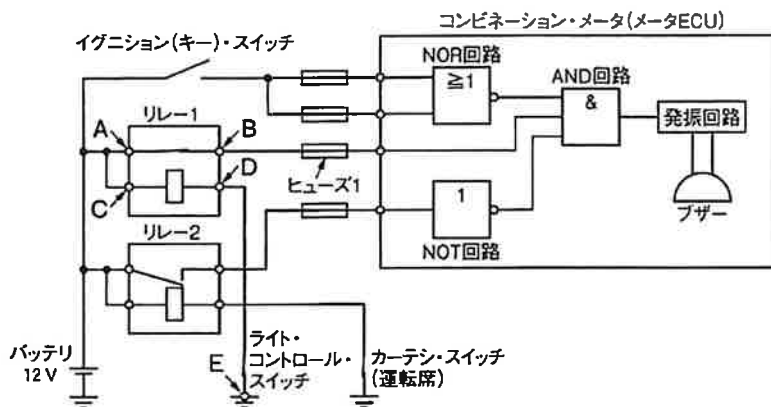 コンビネーション・メータ(メータECU)
イグニション(キー)・スイッチ
NOR回路
≧1
AND回路
&
発振回路
ブザー
リレー1
A
B
C
D
ヒューズ1
1
NOT回路
リレー2
バッテリ
12V
E
ライト・
コントロール・
スイッチ
カーテシ・スイッチ
(運転席)